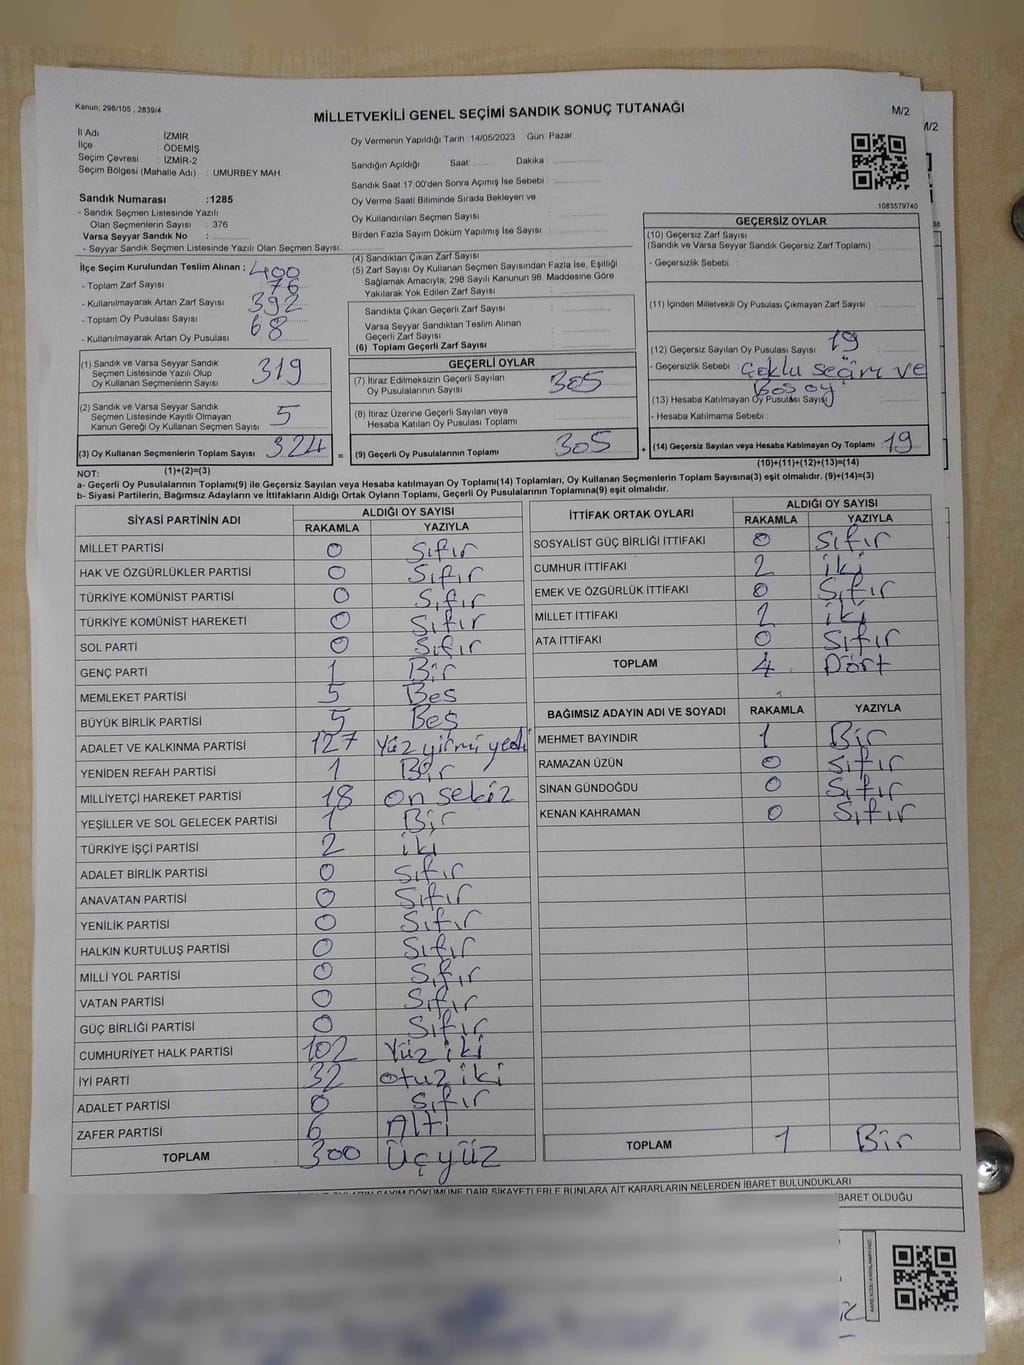 Kanun; 298/105 , 2839/4
MİLLETVEKİLİ GENEL SEÇİMİ SANDIK SONUÇ TUTANAĞI
M/2
M/2
İl Adı : İZMİR
İlçe : ÖDEMİŞ
Seçim Çevresi : İZMİR-2
Seçim Bölgesi (Mahalle Adı) : UMURBEY MAH.
Sandık Numarası :1285
- Sandık Seçmen Listesinde Yazılı
Olan Seçmenlerin Sayısı : 376
Varsa Seyyar Sandık No :
- Seyyar Sandık Seçmen Listesinde Yazılı Olan Seçmen Sayısı:
Oy Vermenin Yapıldığı Tarih :14/05/2023 Gün: Pazar
Sandığın Açıldığı Saat: Dakika :
Sandık Saat 17:00'den Sonra Açımış İse Sebebi :
Oy Verme Saati Bitiminde Sırada Bekleyen ve
Oy Kullandırılan Seçmen Sayısı :
Birden Fazla Sayım Döküm Yapılmış İse Sayısı :
1083579740
İlçe Seçim Kurulundan Teslim Alınan : 400
- Toplam Zarf Sayısı : 76
- Kullanılmayarak Artan Zarf Sayısı : 392
- Toplam Oy Pusulası Sayısı : 68
- Kullanılmayarak Artan Oy Pusulası :
(1) Sandık ve Varsa Seyyar Sandık
Seçmen Listesinde Yazılı Olup
Oy Kullanan Seçmenlerin Sayısı : 319
(2) Sandık ve Varsa Seyyar Sandık
Seçmen Listesinde Kayıtlı Olmayan
Kanun Gereği Oy Kullanan Seçmen Sayısı : 5
(3) Oy Kullanan Seçmenlerin Toplam Sayısı : 324
(4) Sandıktan Çıkan Zarf Sayısı :
(5) Zarf Sayısı Oy Kullanan Seçmen Sayısından Fazla İse, Eşitliği
Sağlamak Amacıyla; 298 Sayılı Kanunun 98. Maddesine Göre
Yakılarak Yok Edilen Zarf Sayısı :
Sandıkta Çıkan Geçerli Zarf Sayısı :
Varsa Seyyar Sandıktan Teslim Alınan
Geçerli Zarf Sayısı :
(6) Toplam Geçerli Zarf Sayısı :
GEÇERLİ OYLAR
(7) İtiraz Edilmeksizin Geçerli Sayılan
Oy Pusulasının Sayısı : 305
(8) İtiraz Üzerine Geçerli Sayılan veya
Hesaba Katılan Oy Pusulası Toplamı :
= (9) Geçerli Oy Pusulalarının Toplamı : 305
GEÇERSİZ OYLAR
(10) Geçersiz Zarf Sayısı
(Sandık ve Varsa Seyyar Sandık Geçersiz Zarf Toplamı) :
- Geçersizlik Sebebi :
(11) İçinden Milletvekili Oy Pusulası Çıkmayan Zarf Sayısı :
(12) Geçersiz Sayılan Oy Pusulası Sayısı : 19
- Geçersizlik Sebebi : Çoklu seçim ve
Boş oy
(13) Hesaba Katılmayan Oy Pusulası Sayısı
- Hesaba Katılmama Sebebi :
+ (14) Geçersiz Sayılan veya Hesaba Katılmayan Oy Toplamı : 19
NOT: (1)+(2)=(3)
(10)+(11)+(12)+(13)=(14)
a- Geçerli Oy Pusulalarının Toplamı(9) ile Geçersiz Sayılan veya Hesaba katılmayan Oy Toplamı(14) Toplamları, Oy Kullanan Seçmenlerin Toplam Sayısına(3) eşit olmalıdır. (9)+(14)=(3)
b- Siyasi Partilerin, Bağımsız Adayların ve İttifakların Aldığı Ortak Oyların Toplamı, Geçerli Oy Pusulalarının Toplamına(9) eşit olmalıdır.
SİYASİ PARTİNİN ADI ALDIĞI OY SAYISI
RAKAMLA YAZIYLA
MİLLET PARTİSİ 0 Sıfır
HAK VE ÖZGÜRLÜKLER PARTİSİ 0 Sıfır
TÜRKİYE KOMÜNİST PARTİSİ 0 Sıfır
TÜRKİYE KOMÜNİST HAREKETİ 0 Sıfır
SOL PARTİ 0 Sıfır
GENÇ PARTİ 1 Bir
MEMLEKET PARTİSİ 5 Beş
BÜYÜK BİRLİK PARTİSİ 5 Beş
ADALET VE KALKINMA PARTİSİ 127 Yüz yirmi yedi
YENİDEN REFAH PARTİSİ 1 Bir
MİLLİYETÇİ HAREKET PARTİSİ 18 on sekiz
YEŞİLLER VE SOL GELECEK PARTİSİ 1 Bir
TÜRKİYE İŞÇİ PARTİSİ 2 iki
ADALET BİRLİK PARTİSİ 0 Sıfır
ANAVATAN PARTİSİ 0 Sıfır
YENİLİK PARTİSİ 0 Sıfır
HALKIN KURTULUŞ PARTİSİ 0 Sıfır
MİLLİ YOL PARTİSİ 0 Sıfır
VATAN PARTİSİ 0 Sıfır
GÜÇ BİRLİĞİ PARTİSİ 0 Sıfır
CUMHURİYET HALK PARTİSİ 102 Yüz iki
İYİ PARTİ 32 otuz iki
ADALET PARTİSİ 0 Sıfır
ZAFER PARTİSİ 6 Altı
TOPLAM 300 Üçyüz
İTTİFAK ORTAK OYLARI ALDIĞI OY SAYISI
RAKAMLA YAZIYLA
SOSYALİST GÜÇ BİRLİĞİ İTTİFAKI 0 Sıfır
CUMHUR İTTİFAKI 2 iki
EMEK VE ÖZGÜRLÜK İTTİFAKI 0 Sıfır
MİLLET İTTİFAKI 2 iki
ATA İTTİFAKI 0 Sıfır
TOPLAM 4 Dört
BAĞIMSIZ ADAYIN ADI VE SOYADI RAKAMLA YAZIYLA
MEHMET BAYINDIR 1 Bir
RAMAZAN ÜZÜN 0 Sıfır
SİNAN GÜNDOĞDU 0 Sıfır
KENAN KAHRAMAN 0 Sıfır
TOPLAM 1 Bir
SAYIM DÖKÜMÜNE DAİR ŞİKAYETLERLE BUNLARA AİT KARARLARIN NELERDEN İBARET BULUNDUKLARI
İBARET OLDUĞU